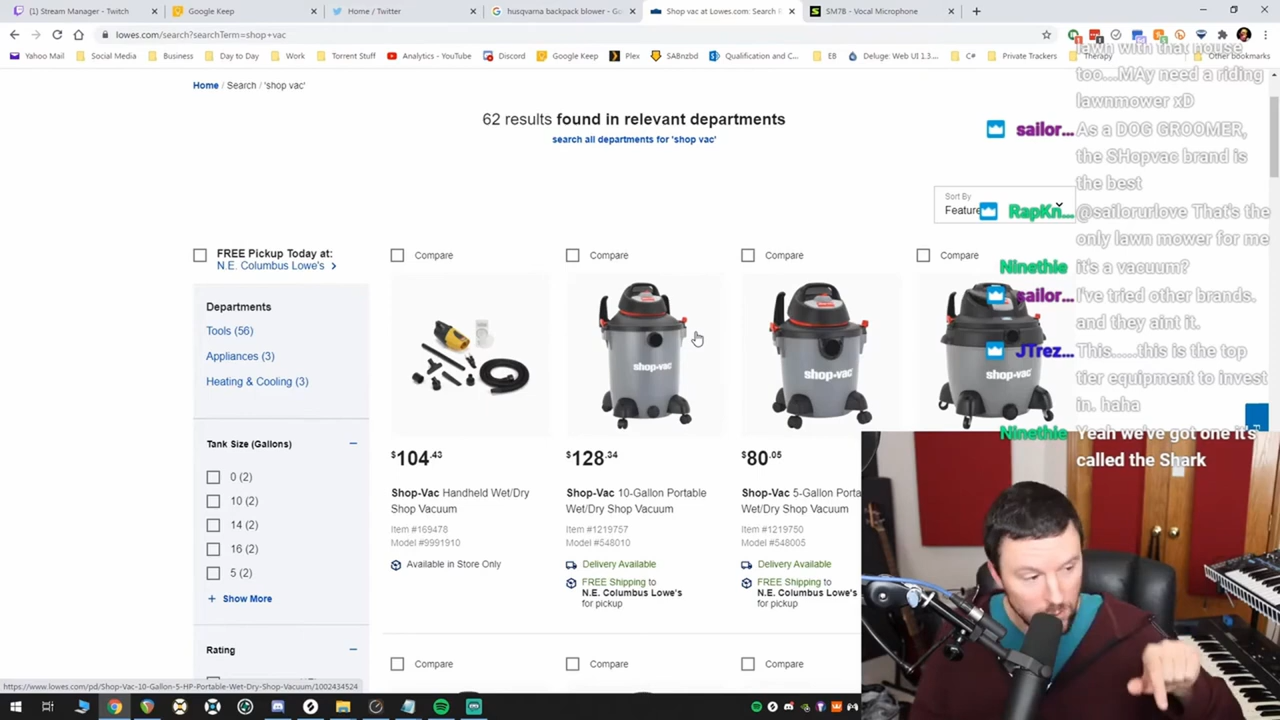 (1) Stream Manager - Twitch
Google Keep
Home / Twitter
husqvarna backpack blower - Go
Shop vac at Lowes.com: Search R
SM7B - Vocal Microphone
lowes.com/search?searchTerm=shop+vac
Yahoo Mail
Social Media
Business
Day to Day
Work
Torrent Stuff
Analytics - YouTube
Discord
Google Keep
Plex
SABnzbd
Qualification and C...
EB
Deluge: Web UI 1.3...
C#
Private Trackers
Therapy
Other bookmarks
lawn with that house
too...MAy need a riding
lawnmower xD
sailor... As a DOG GROOMER,
the SHopvac brand is
the best
RapKn... @sailorurlove That's the
only lawn mower for me
Ninethie it's a vacuum?
sailor... I've tried other brands.
and they aint it.
JTrez... This.....this is the top
tier equipment to invest
in. haha
Ninethie Yeah we've got one it's
called the Shark
Home / Search / 'shop vac'
62 results found in relevant departments
search all departments for 'shop vac'
Sort By
Feature
FREE Pickup Today at:
N.E. Columbus Lowe's
Departments
Tools (56)
Appliances (3)
Heating & Cooling (3)
Tank Size (Gallons)
0 (2)
10 (2)
14 (2)
16 (2)
5 (2)
+ Show More
Rating
Compare
Compare
Compare
Compare
shop-vac
shop-vac
shop-vac
$104.43
Shop-Vac Handheld Wet/Dry
Shop Vacuum
Item #169478
Model #9991910
Available in Store Only
$128.34
Shop-Vac 10-Gallon Portable
Wet/Dry Shop Vacuum
Item #1219757
Model #548010
Delivery Available
FREE Shipping to
N.E. Columbus Lowe's
for pickup
$80.05
Shop-Vac 5-Gallon Porta
Wet/Dry Shop Vacuum
Item #1219750
Model #548005
Delivery Available
FREE Shipping to
N.E. Columbus Lowe's
for pickup
Compare
Compare
Compare
https://www.lowes.com/pd/Shop-Vac-10-Gallon-5-HP-Portable-Wet-Dry-Shop-Vacuum/1002434524